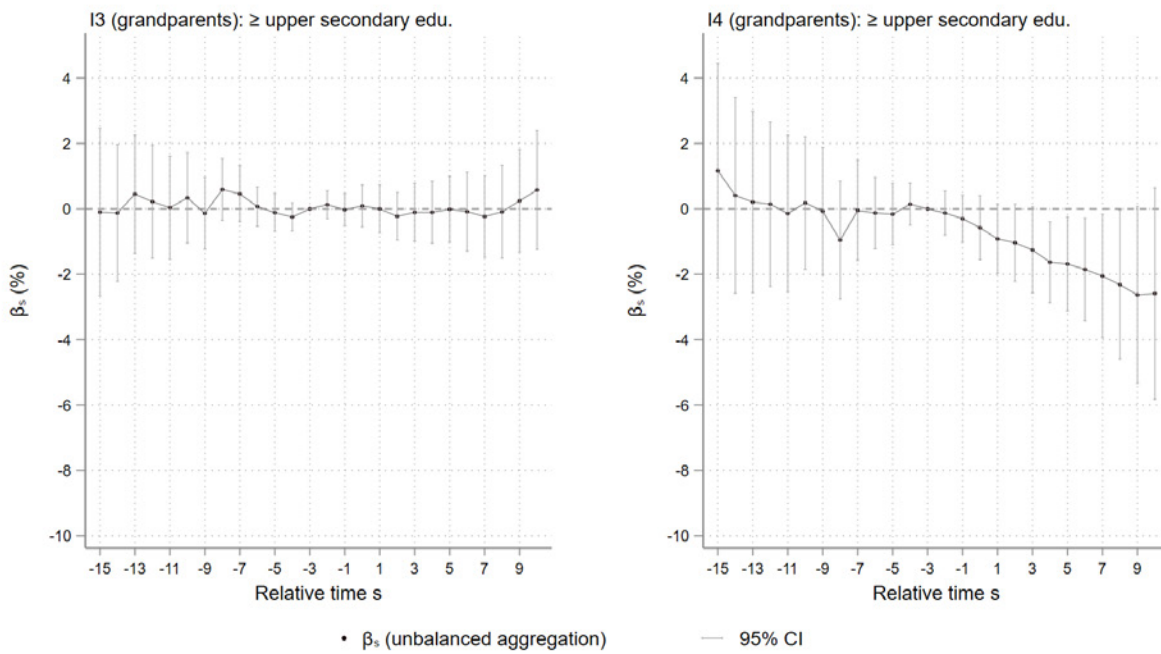 I3 (grandparents): ≥ upper secondary edu.
4
2
0
-2
-4
-6
-8
-10
βs (%)
-15 -13 -11 -9 -7 -5 -3 -1 1 3 5 7 9
Relative time s
I4 (grandparents): ≥ upper secondary edu.
4
2
0
-2
-4
-6
-8
-10
βs (%)
-15 -13 -11 -9 -7 -5 -3 -1 1 3 5 7 9
Relative time s
βs (unbalanced aggregation) 95% CI